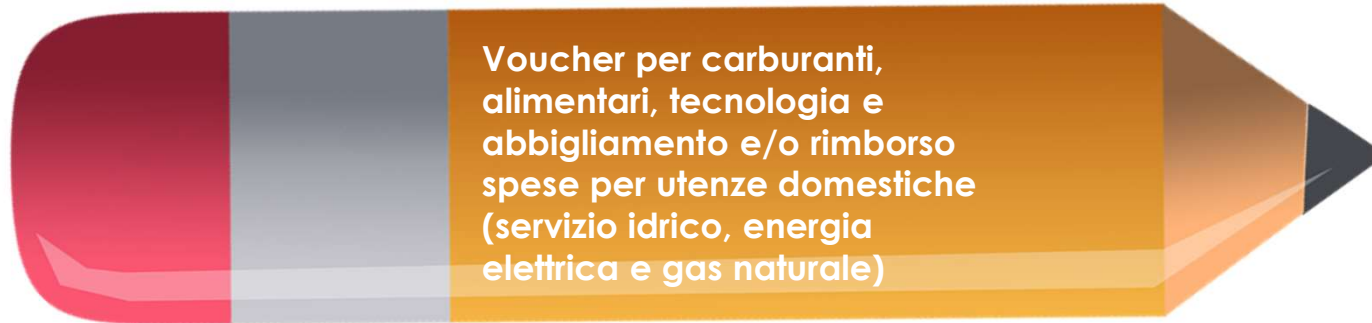 Voucher per carburanti,
alimentari, tecnologia e
abbigliamento e/o rimborso
spese per utenze domestiche
(servizio idrico, energia
elettrica e gas naturale)